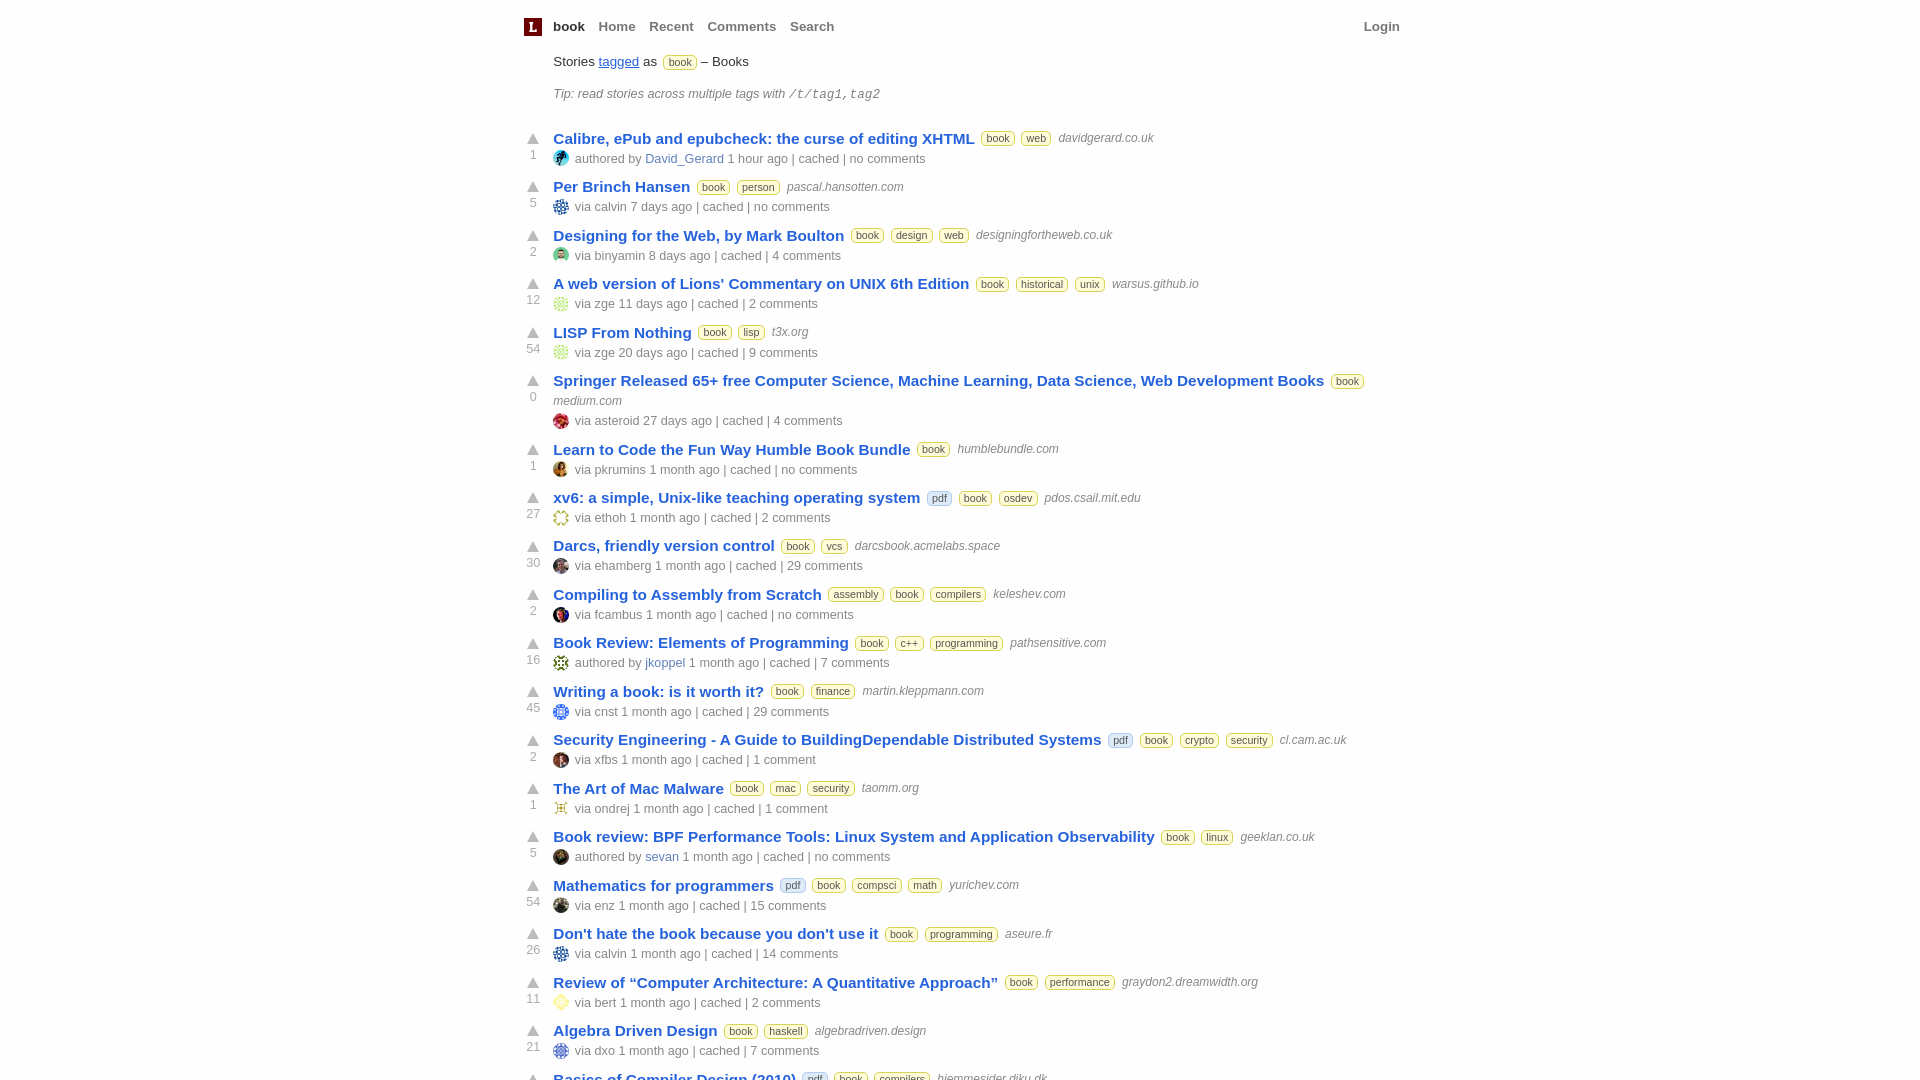 L book Home Recent Comments Search Login
Stories tagged as book – Books
Tip: read stories across multiple tags with /t/tag1,tag2
Calibre, ePub and epubcheck: the curse of editing XHTML book web davidgerard.co.uk
1 authored by David_Gerard 1 hour ago | cached | no comments
Per Brinch Hansen book person pascal.hansotten.com
5 via calvin 7 days ago | cached | no comments
Designing for the Web, by Mark Boulton book design web designingfortheweb.co.uk
2 via binyamin 8 days ago | cached | 4 comments
A web version of Lions' Commentary on UNIX 6th Edition book historical unix warsus.github.io
12 via zge 11 days ago | cached | 2 comments
LISP From Nothing book lisp t3x.org
54 via zge 20 days ago | cached | 9 comments
Springer Released 65+ free Computer Science, Machine Learning, Data Science, Web Development Books book
0 medium.com
via asteroid 27 days ago | cached | 4 comments
Learn to Code the Fun Way Humble Book Bundle book humblebundle.com
1 via pkrumins 1 month ago | cached | no comments
xv6: a simple, Unix-like teaching operating system pdf book osdev pdos.csail.mit.edu
27 via ethoh 1 month ago | cached | 2 comments
Darcs, friendly version control book vcs darcsbook.acmelabs.space
30 via ehamberg 1 month ago | cached | 29 comments
Compiling to Assembly from Scratch assembly book compilers keleshev.com
2 via fcambus 1 month ago | cached | no comments
Book Review: Elements of Programming book c++ programming pathsensitive.com
16 authored by jkoppel 1 month ago | cached | 7 comments
Writing a book: is it worth it? book finance martin.kleppmann.com
45 via cnst 1 month ago | cached | 29 comments
Security Engineering - A Guide to BuildingDependable Distributed Systems pdf book crypto security cl.cam.ac.uk
2 via xfbs 1 month ago | cached | 1 comment
The Art of Mac Malware book mac security taomm.org
1 via ondrej 1 month ago | cached | 1 comment
Book review: BPF Performance Tools: Linux System and Application Observability book linux geeklan.co.uk
5 authored by sevan 1 month ago | cached | no comments
Mathematics for programmers pdf book compsci math yurichev.com
54 via enz 1 month ago | cached | 15 comments
Don't hate the book because you don't use it book programming aseure.fr
26 via calvin 1 month ago | cached | 14 comments
Review of “Computer Architecture: A Quantitative Approach” book performance graydon2.dreamwidth.org
11 via bert 1 month ago | cached | 2 comments
Algebra Driven Design book haskell algebradriven.design
21 via dxo 1 month ago | cached | 7 comments
Basics of Compiler Design (2010) pdf book compilers hjemmesider.diku.dk